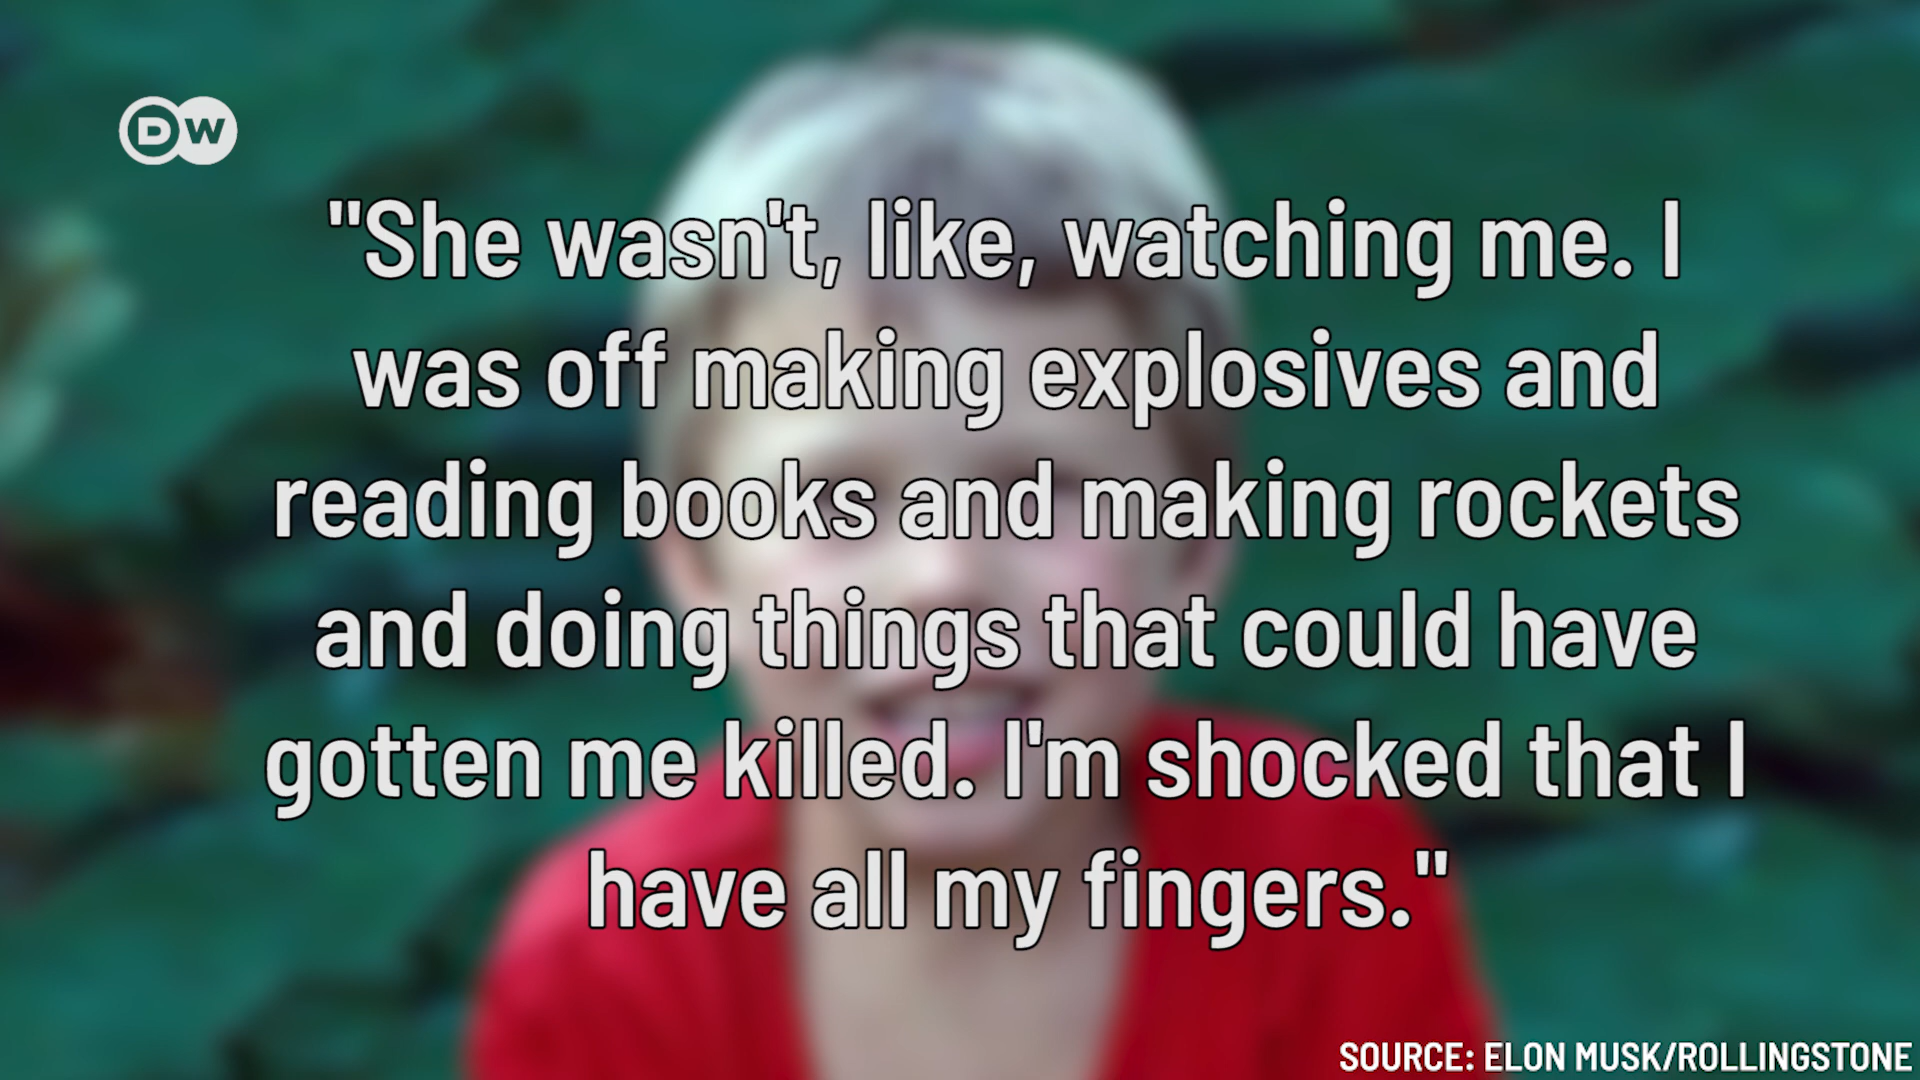 DW
"She wasn't, like, watching me. I
was off making explosives and
reading books and making rockets
and doing things that could have
gotten me killed. I'm shocked that I
have all my fingers."
SOURCE: ELON MUSK/ROLLINGSTONE